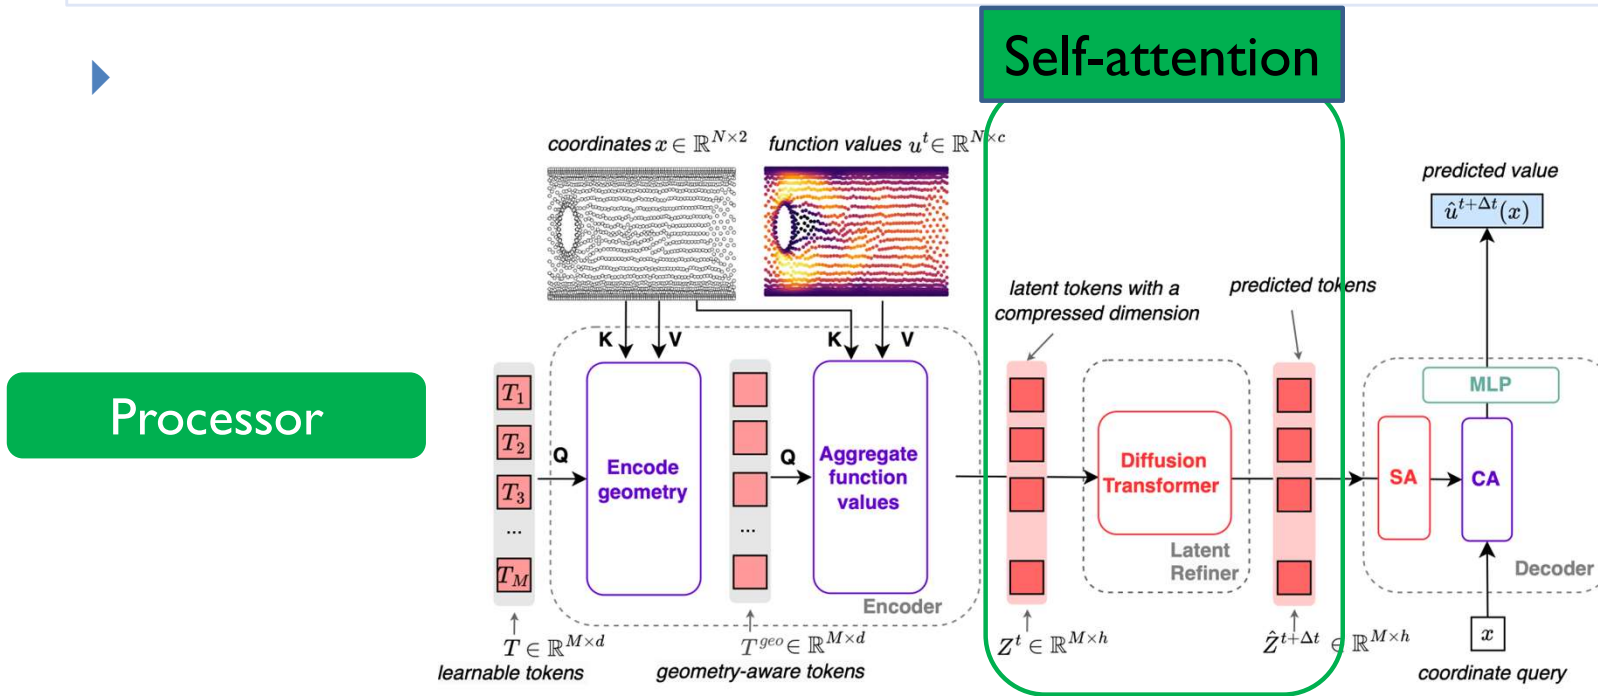 Self-attention
coordinates x ∈ ℝ^{N×2}
function values u^t ∈ ℝ^{N×c}
predicted value
û^{t+Δt}(x)
latent tokens with a
compressed dimension
predicted tokens
K
V
K
V
MLP
Processor
T_1
T_2
T_3
...
T_M
Q
Encode
geometry
...
Q
Aggregate
function
values
Diffusion
Transformer
SA
CA
Latent
Refiner
Encoder
Decoder
T ∈ ℝ^{M×d}
learnable tokens
T^{geo} ∈ ℝ^{M×d}
geometry-aware tokens
Z^t ∈ ℝ^{M×h}
Ẑ^{t+Δt} ∈ ℝ^{M×h}
x
coordinate query